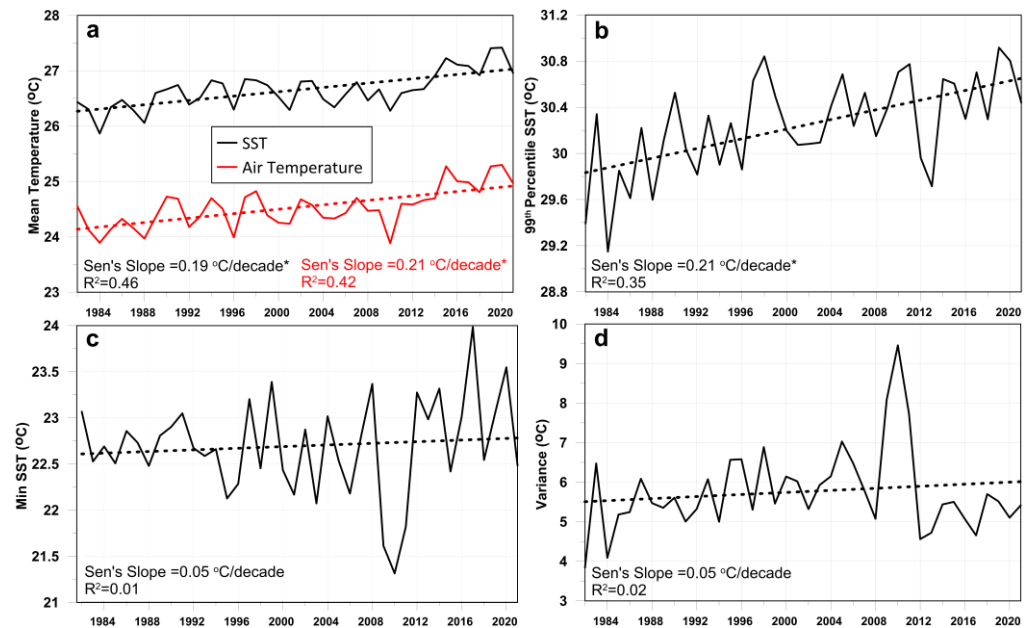 a
Mean Temperature (°C)
28
27
26
25
24
23
SST
Air Temperature
Sen's Slope =0.19 °C/decade*
R²=0.46
Sen's Slope =0.21 °C/decade*
R²=0.42
1984 1988 1992 1996 2000 2004 2008 2012 2016 2020
b
99th Percentile SST (°C)
31.2
30.8
30.4
30
29.6
29.2
28.8
Sen's Slope =0.21 °C/decade*
R²=0.35
1984 1988 1992 1996 2000 2004 2008 2012 2016 2020
c
Min SST (°C)
24
23.5
23
22.5
22
21.5
21
Sen's Slope =0.05 °C/decade
R²=0.01
1984 1988 1992 1996 2000 2004 2008 2012 2016 2020
d
Variance (°C)
10
9
8
7
6
5
4
3
Sen's Slope =0.05 °C/decade
R²=0.02
1984 1988 1992 1996 2000 2004 2008 2012 2016 2020